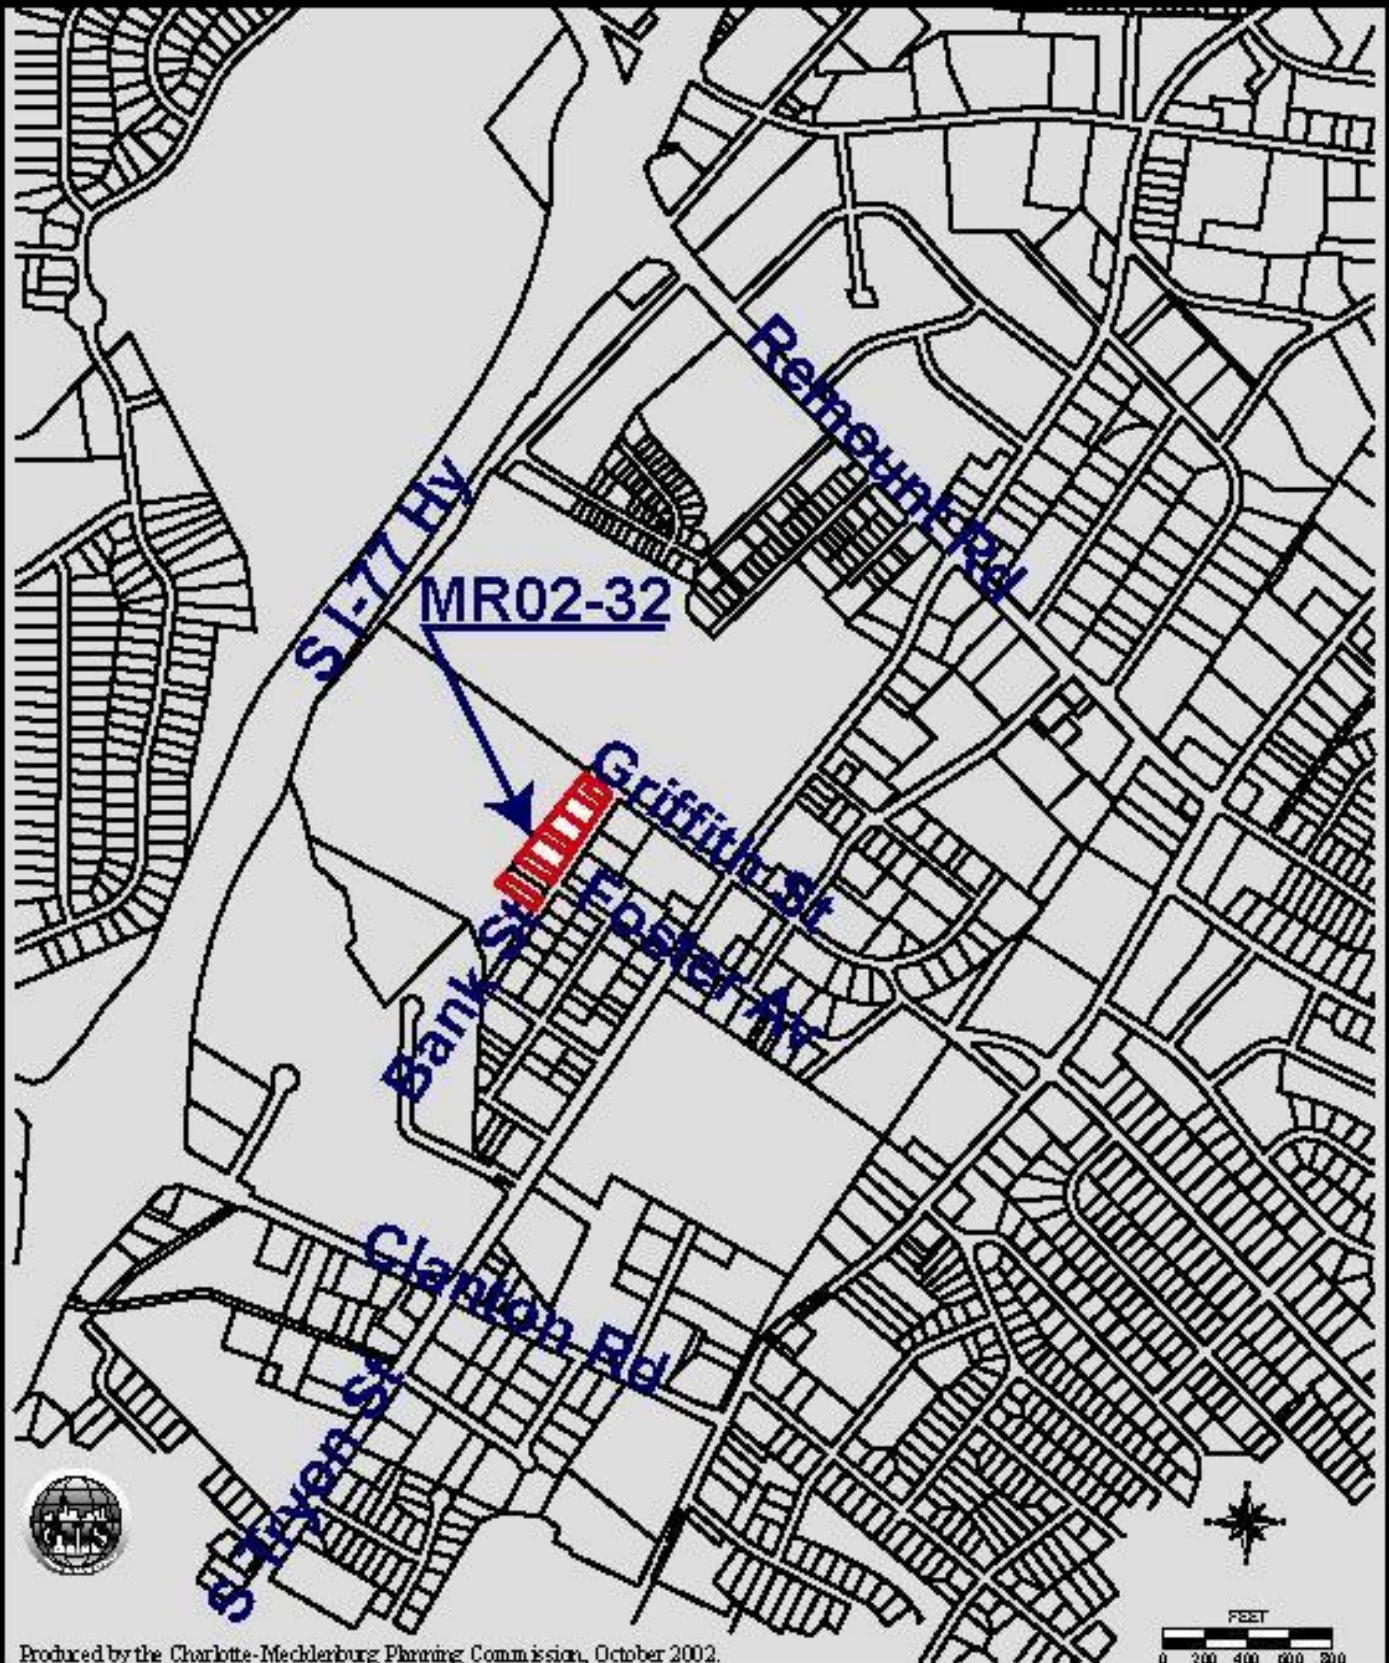 Remount Rd
S I-77 Hy
MR02-32
Griffith St
Foster Av
Bank St
Clanton Rd
S Tryon St
GIS
FEET
0 200 400 600 800
Produced by the Charlotte-Mecklenburg Planning Commission, October 2002.